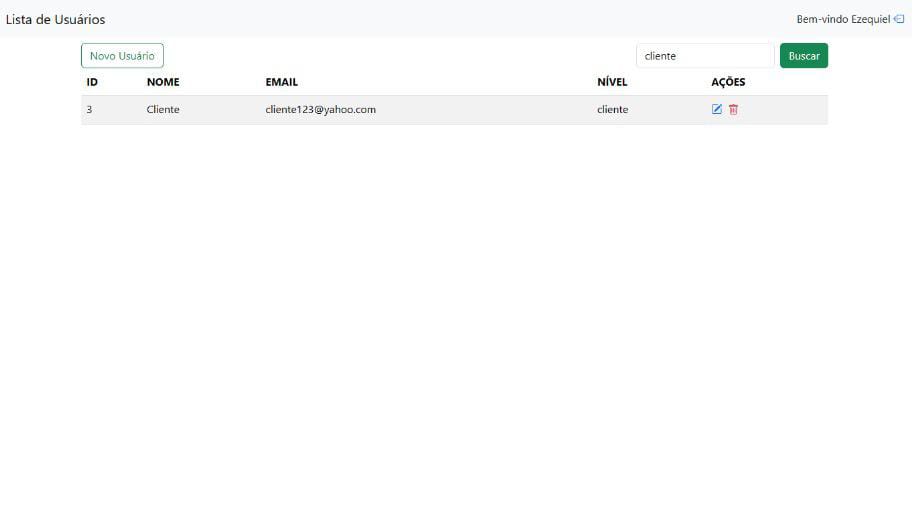 Lista de Usuários
Bem-vindo Ezequiel
Novo Usuário
cliente
Buscar
ID NOME EMAIL NÍVEL AÇÕES
3 Cliente cliente123@yahoo.com cliente